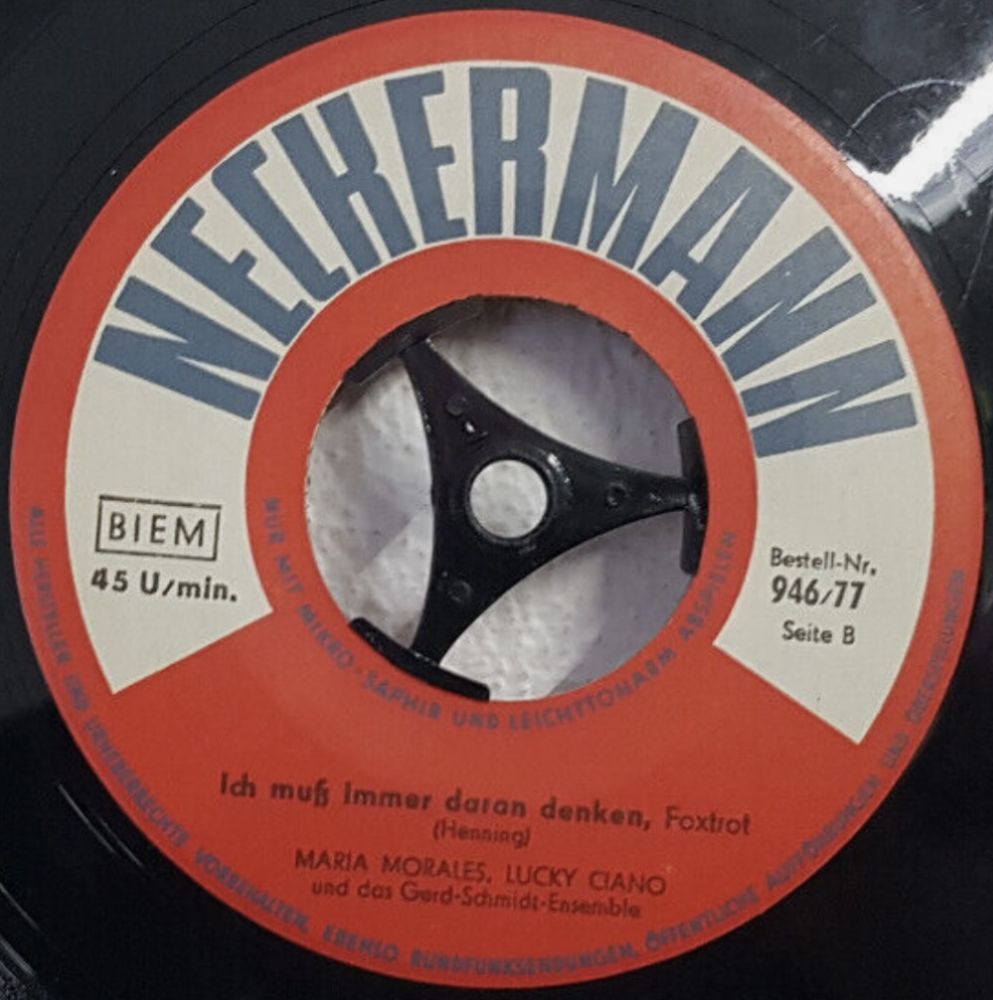 NECKERMANN
BIEM
45 U/min.
Bestell-Nr.
946/77
Seite B
NUR MIT MIKRO-SAPHIR UND LEICHTTONARM ABSPIELEN
Ich muß immer daran denken, Foxtrot
(Henning)
MARIA MORALES, LUCKY CIANO
und das Gerd-Schmidt-Ensemble
ALLE HERSTELLER UND URHEBERRECHTE VORBEHALTEN, EBENSO RUNDFUNKSENDUNGEN, ÖFFENTLICHE AUFFÜHRUNGEN UND ÜBERSPIELUNGEN